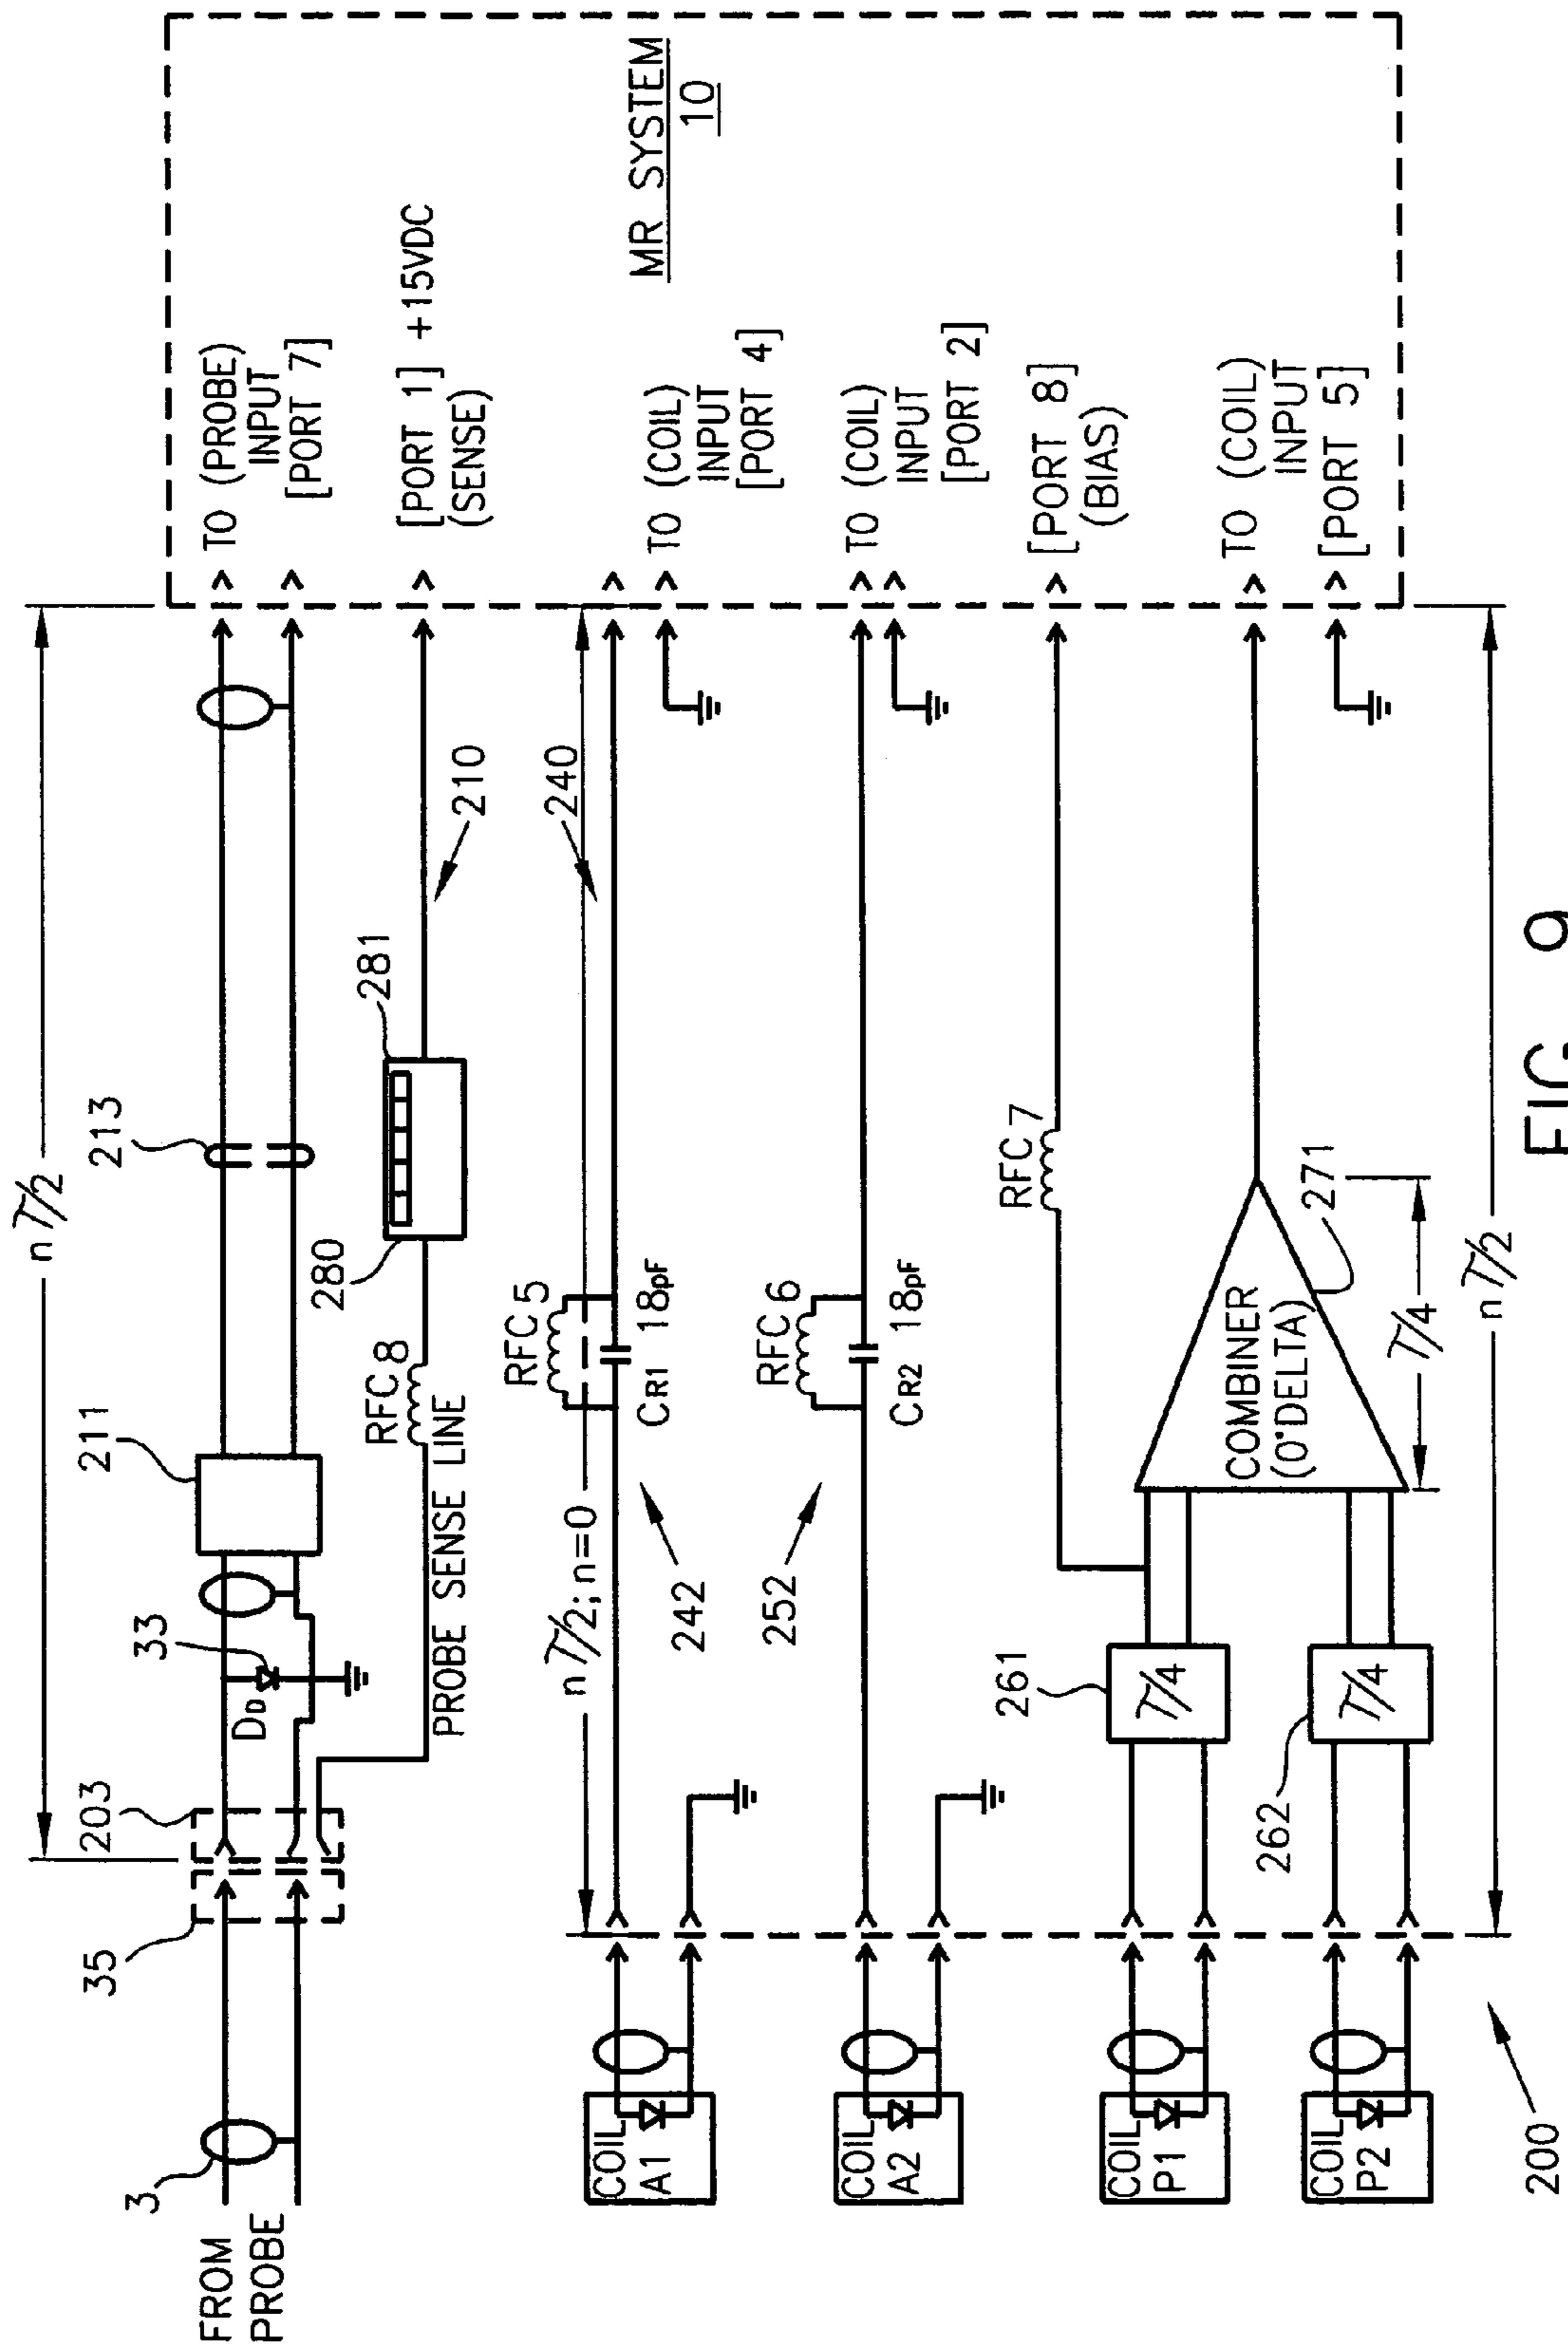 n λ/2
3
FROM
PROBE
35
203
33
DD
211
213
TO (PROBE)
INPUT
[PORT 7]
RFC 8
PROBE SENSE LINE
280
281
210
[PORT 1] +15VDC
(SENSE)
MR SYSTEM
10
n λ/2; n=0
240
COIL
A1
242
RFC 5
CR1 18pF
TO (COIL)
INPUT
[PORT 4]
COIL
A2
252
RFC 6
CR2 18pF
TO (COIL)
INPUT
[PORT 2]
RFC 7
[PORT 8]
(BIAS)
COIL
P1
261
λ/4
COIL
P2
262
λ/4
COMBINER
(0°DELTA)
271
λ/4
TO (COIL)
INPUT
[PORT 5]
n λ/2
200
FIG. 9